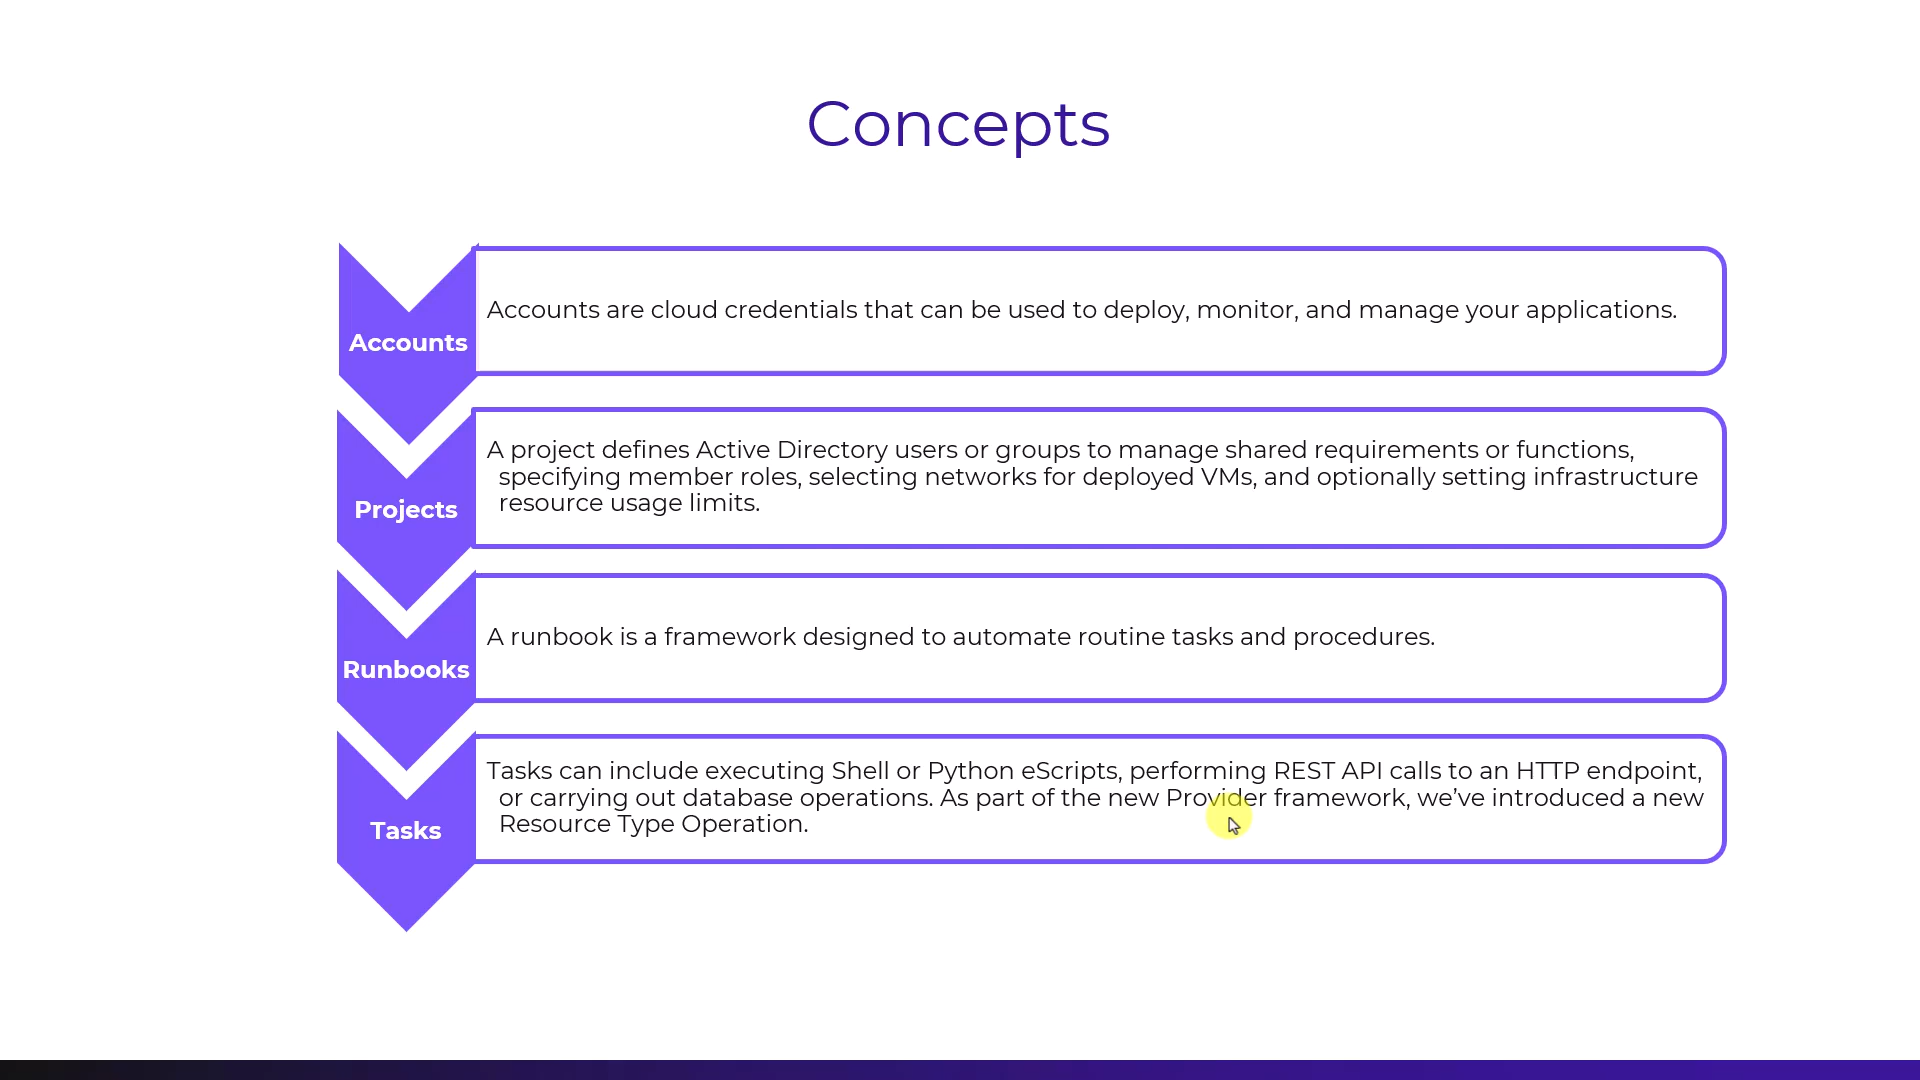 Concepts
Accounts
Accounts are cloud credentials that can be used to deploy, monitor, and manage your applications.
Projects
A project defines Active Directory users or groups to manage shared requirements or functions,
specifying member roles, selecting networks for deployed VMs, and optionally setting infrastructure
resource usage limits.
Runbooks
A runbook is a framework designed to automate routine tasks and procedures.
Tasks
Tasks can include executing Shell or Python eScripts, performing REST API calls to an HTTP endpoint,
or carrying out database operations. As part of the new Provider framework, we’ve introduced a new
Resource Type Operation.